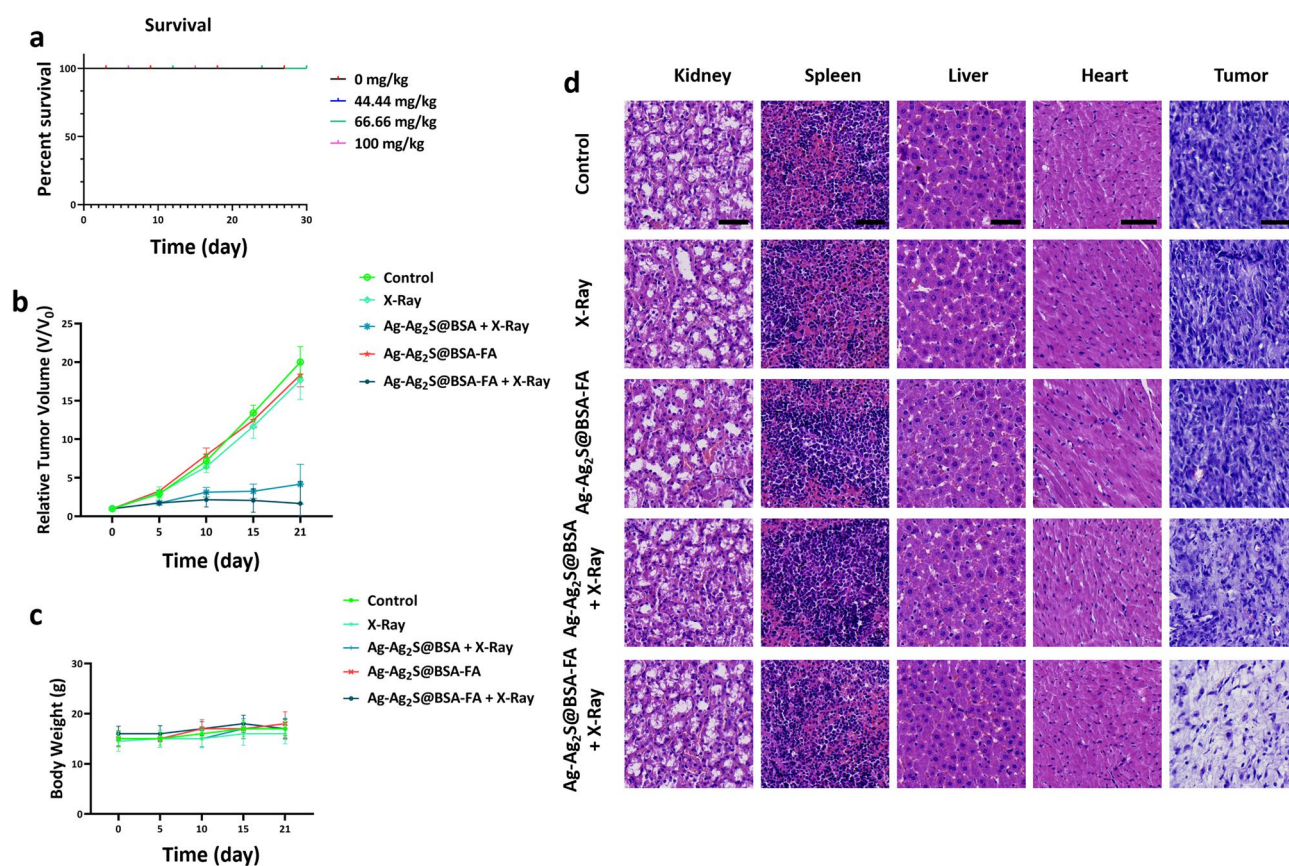 a
Survival
Percent survival
100
50
0
0
10
20
30
Time (day)
0 mg/kg
44.44 mg/kg
66.66 mg/kg
100 mg/kg
b
Relative Tumor Volume (V/V₀)
25
20
15
10
5
0
0
5
10
15
21
Time (day)
Control
X-Ray
Ag-Ag₂S@BSA + X-Ray
Ag-Ag₂S@BSA-FA
Ag-Ag₂S@BSA-FA + X-Ray
c
Body Weight (g)
30
20
10
0
0
5
10
15
21
Time (day)
Control
X-Ray
Ag-Ag₂S@BSA + X-Ray
Ag-Ag₂S@BSA-FA
Ag-Ag₂S@BSA-FA + X-Ray
d
Kidney
Spleen
Liver
Heart
Tumor
Control
X-Ray
Ag-Ag₂S@BSA-FA
Ag-Ag₂S@BSA
+ X-Ray
Ag-Ag₂S@BSA-FA
+ X-Ray